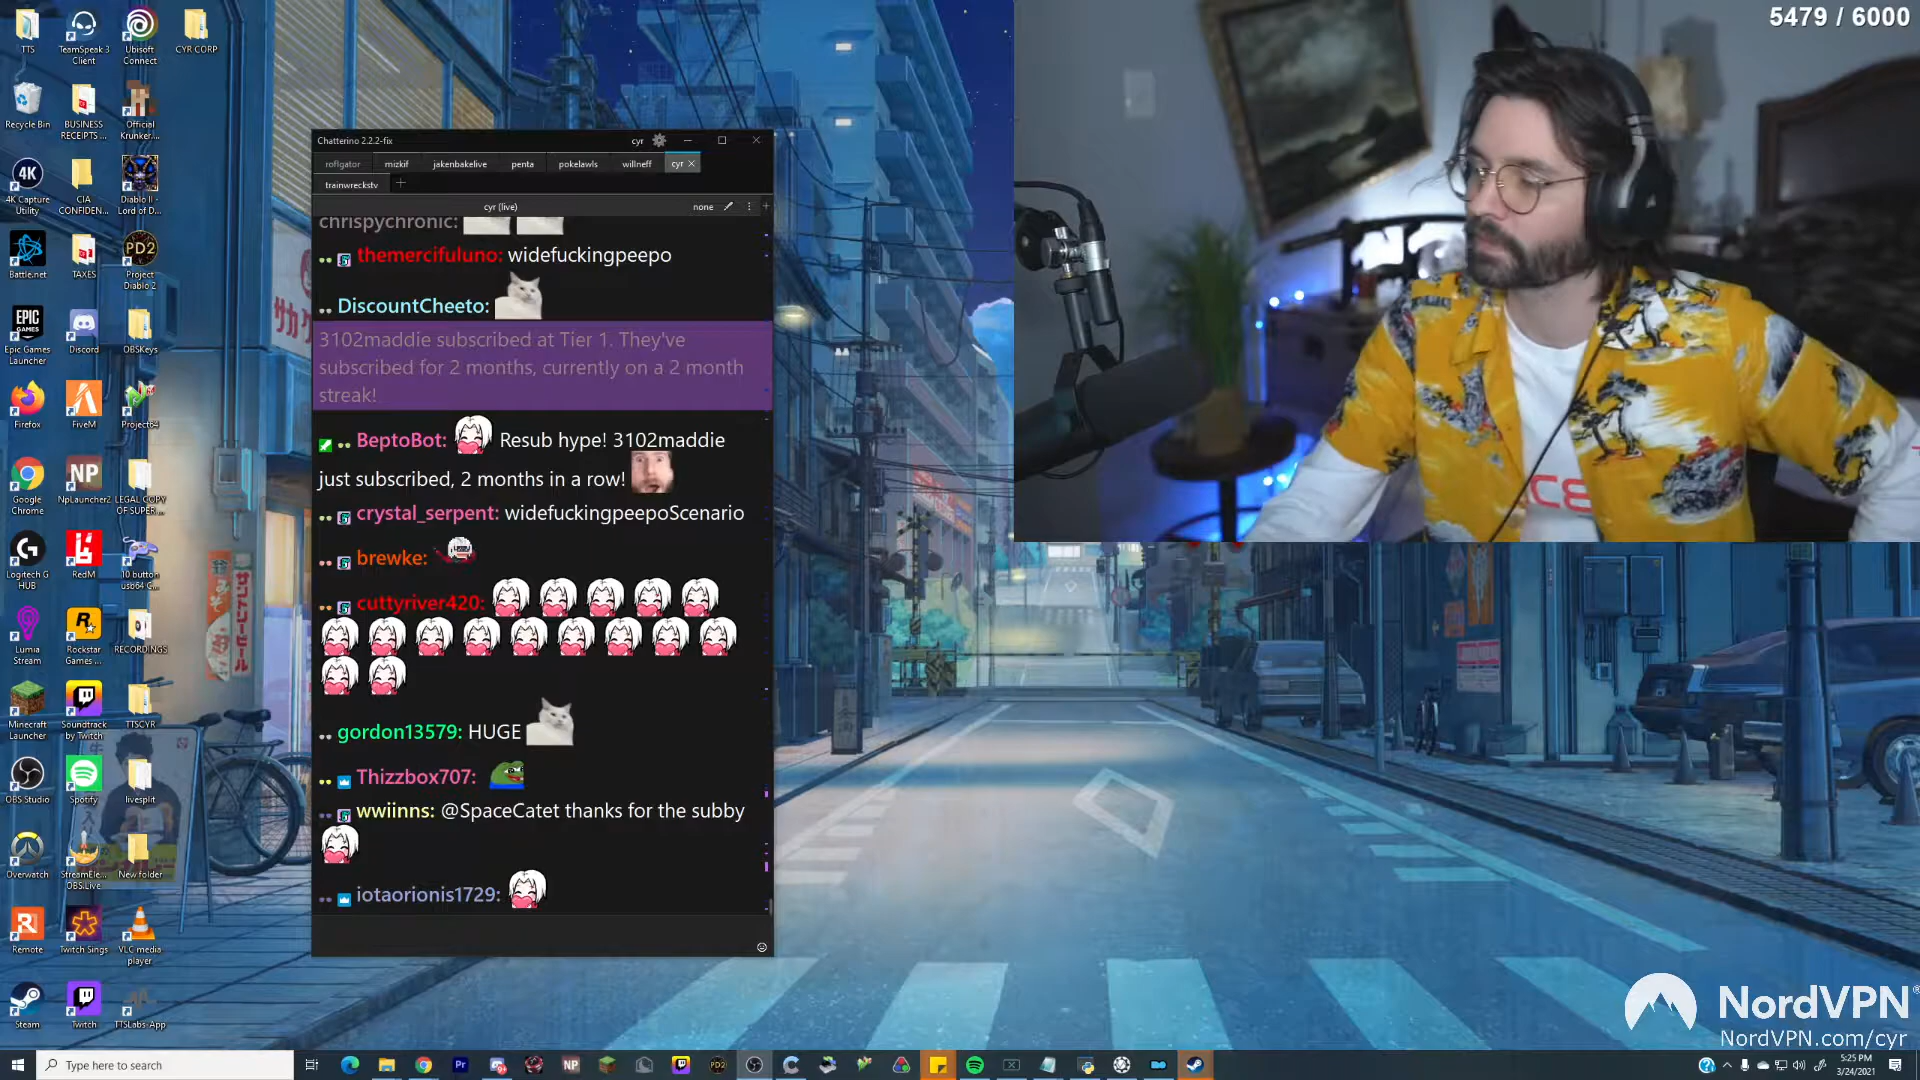 5479 / 6000
TTS
TeamSpeak 3
Client
Ubisoft
Connect
CYR CORP
Recycle Bin
BUSINESS
RECEIPTS ...
Official
Krunker....
4K
4K Capture
Utility
CIA
CONFIDEN...
Diablo II -
Lord of D...
Battle.net
TAXES
PD2
Project
Diablo 2
EPIC
GAMES
Epic Games
Launcher
Discord
OBSKeys
Firefox
FiveM
Project64
Google
Chrome
NP
NpLauncher2
LEGAL COPY
OF SUPER ...
Logitech G
HUB
RedM
10 button
usb64 C...
Lumia
Stream
Rockstar
Games ...
RECORDINGS
Minecraft
Launcher
Soundtrack
by Twitch
TTSCYR
OBS Studio
Spotify
livesplit
Overwatch
StreamEle...
OBS.Live
New folder
Remote
Twitch Sings
VLC media
player
Steam
Twitch
TTSLabs-App
Chatterino 2.2.2-fix
cyr
roflgator
mizkif
jakenbakelive
penta
pokelawls
willneff
cyr
trainwreckstv
cyr (live)
none
chrispychronic:
themercifuluno: widefuckingpeepo
DiscountCheeto:
3102maddie subscribed at Tier 1. They've
subscribed for 2 months, currently on a 2 month
streak!
BeptoBot: Resub hype! 3102maddie
just subscribed, 2 months in a row!
crystal_serpent: widefuckingpeepoScenario
brewke:
cuttyriver420:
gordon13579: HUGE
Thizzbox707:
wwiinns: @SpaceCatet thanks for the subby
iotaorionis1729:
NordVPN®
NordVPN.com/cyr
Type here to search
Pr
NP
PD2
5:25 PM
3/24/2021